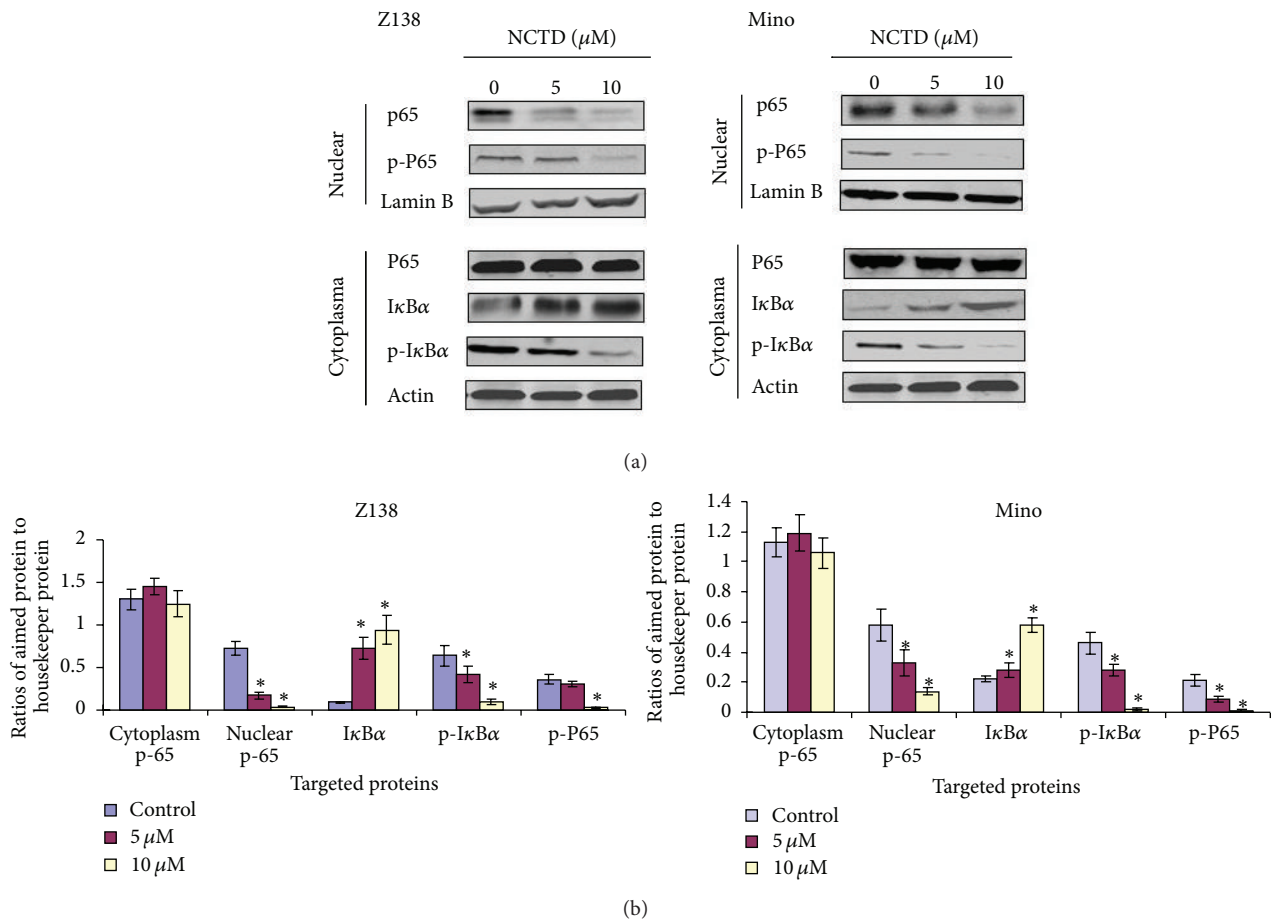 Z138
NCTD (μM)
0 5 10
Nuclear
p65
p-P65
Lamin B
Cytoplasma
P65
IκBα
p-IκBα
Actin
Mino
NCTD (μM)
0 5 10
Nuclear
p65
p-P65
Lamin B
Cytoplasma
P65
IκBα
p-IκBα
Actin
(a)
Z138
Ratios of aimed protein to
housekeeper protein
2
1.5
1
0.5
0
* * * * * * *
Cytoplasm Nuclear IκBα p-IκBα p-P65
p-65 p-65
Targeted proteins
Control
5 μM
10 μM
Mino
Ratios of aimed protein to
housekeeper protein
1.4
1.2
1
0.8
0.6
0.4
0.2
0
* * * * * * * *
Cytoplasm Nuclear IκBα p-IκBα p-P65
p-65 p-65
Targeted proteins
Control
5 μM
10 μM
(b)